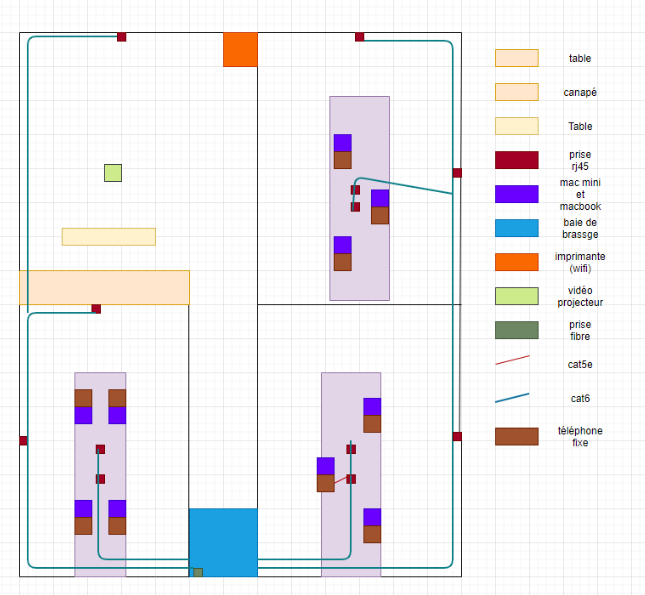 table
canapé
Table
prise
rj45
mac mini
et
macbook
baie de
brassge
imprimante
(wifi)
vidéo
projecteur
prise
fibre
cat5e
cat6
téléphone
fixe